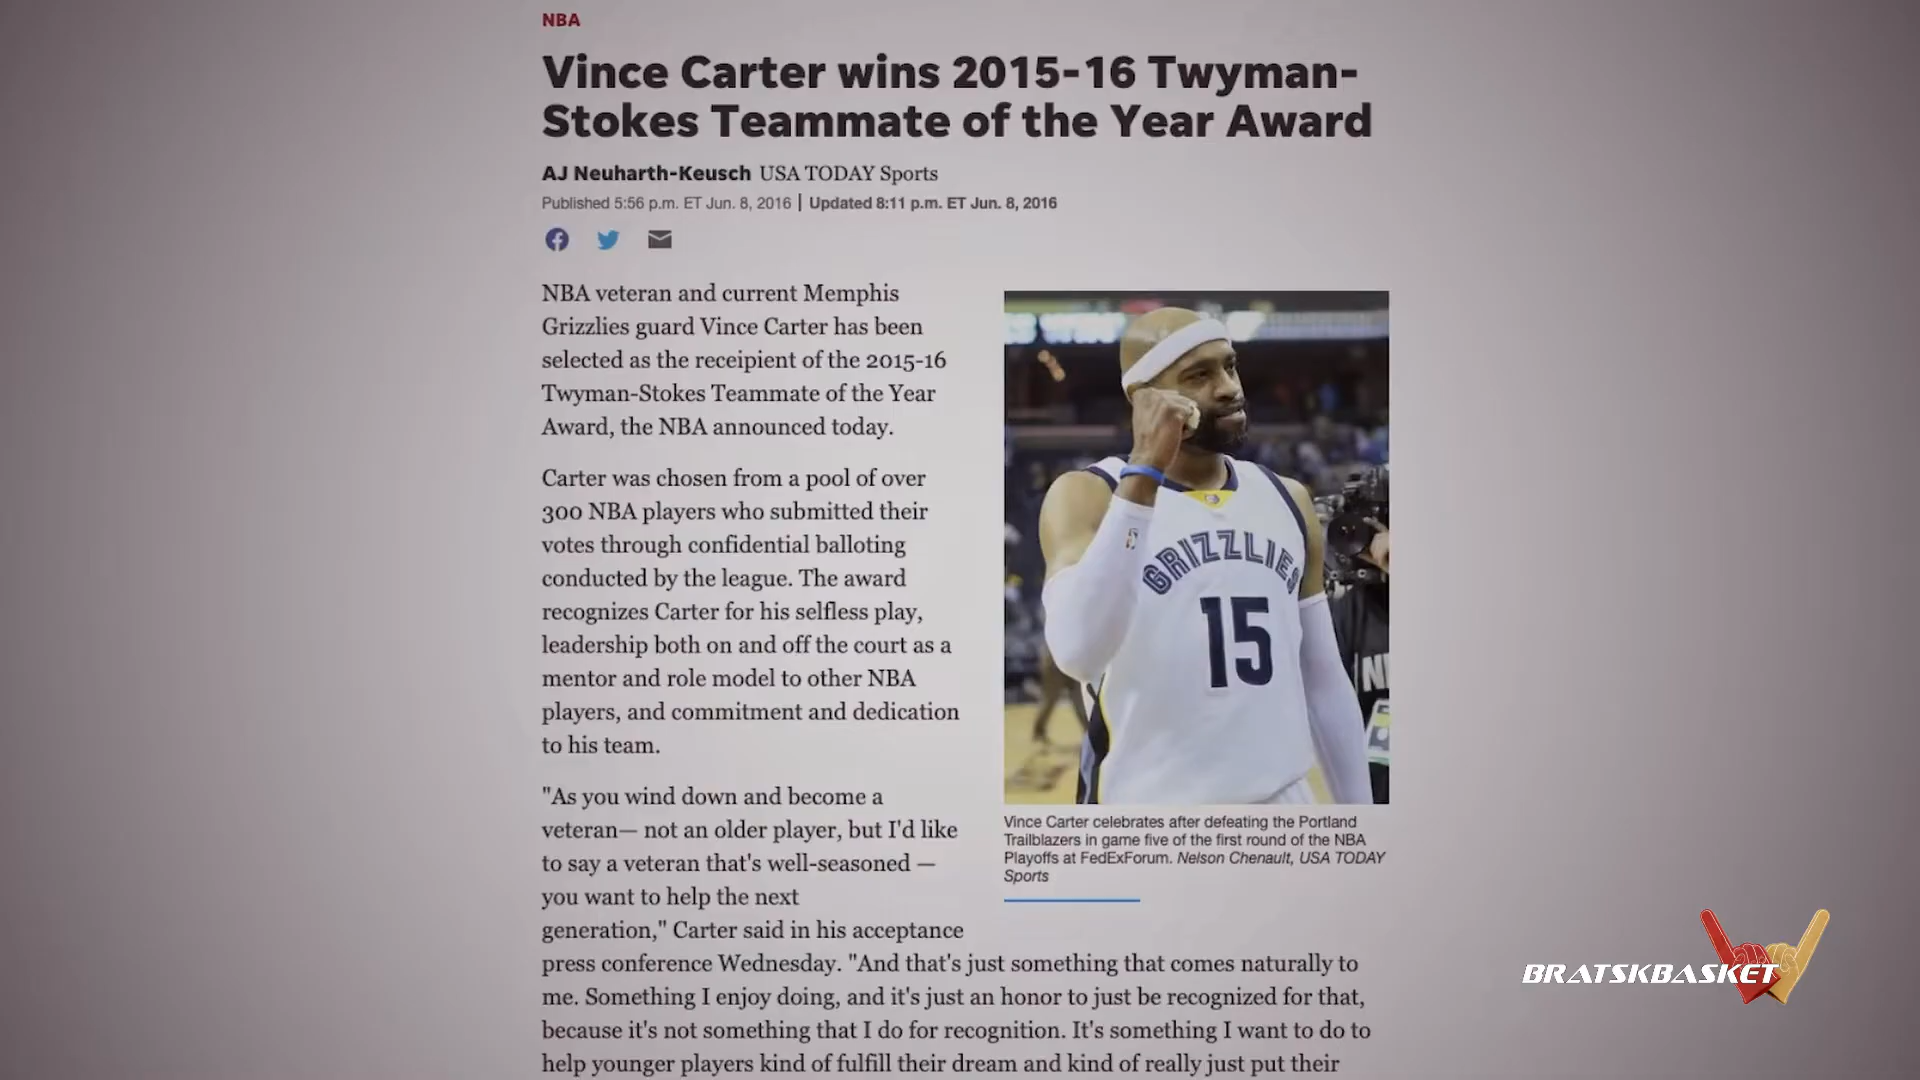 NBA
Vince Carter wins 2015-16 Twyman-
Stokes Teammate of the Year Award
AJ Neuharth-Keusch USA TODAY Sports
Published 5:56 p.m. ET Jun. 8, 2016 | Updated 8:11 p.m. ET Jun. 8, 2016
NBA veteran and current Memphis
Grizzlies guard Vince Carter has been
selected as the receipient of the 2015-16
Twyman-Stokes Teammate of the Year
Award, the NBA announced today.
Carter was chosen from a pool of over
300 NBA players who submitted their
votes through confidential balloting
conducted by the league. The award
recognizes Carter for his selfless play,
leadership both on and off the court as a
mentor and role model to other NBA
players, and commitment and dedication
to his team.
"As you wind down and become a
veteran— not an older player, but I'd like
to say a veteran that's well-seasoned —
you want to help the next
generation," Carter said in his acceptance
press conference Wednesday. "And that's just something that comes naturally to
me. Something I enjoy doing, and it's just an honor to just be recognized for that,
because it's not something that I do for recognition. It's something I want to do to
help younger players kind of fulfill their dream and kind of really just put their
GRIZZLIES
15
Vince Carter celebrates after defeating the Portland
Trailblazers in game five of the first round of the NBA
Playoffs at FedExForum. Nelson Chenault, USA TODAY
Sports
BRATSKBASKET